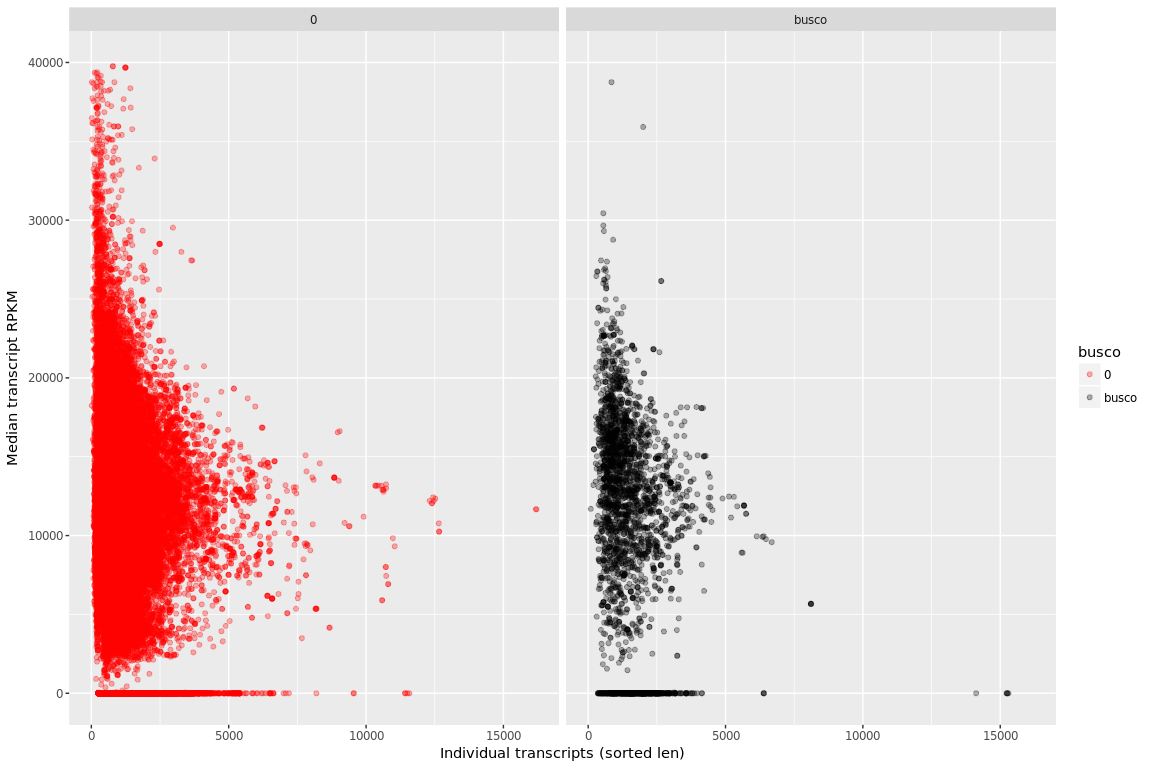 0 busco
Median transcript RPKM
40000
30000
20000
10000
0
0 5000 10000 15000 0 5000 10000 15000
Individual transcripts (sorted len)
busco
0
busco